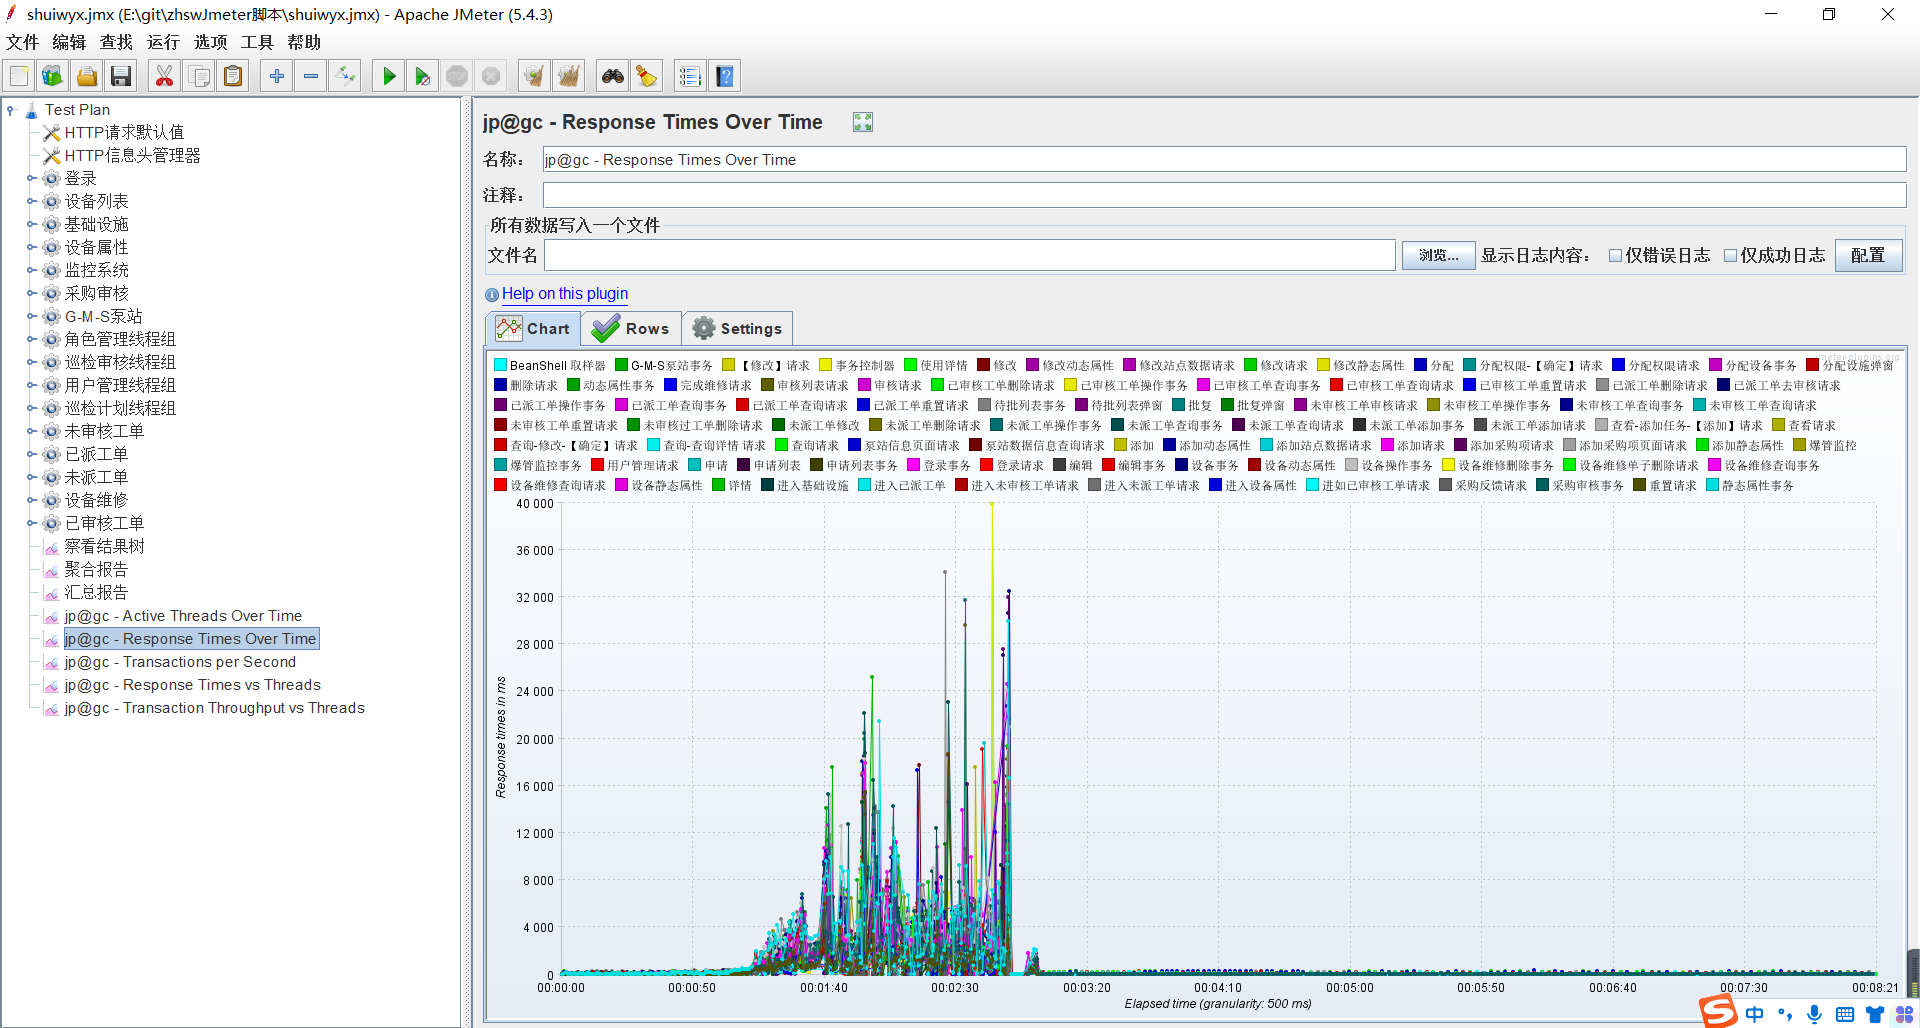 shuiwyx.jmx (E:\git\zhswJmeter脚本\shuiwyx.jmx) - Apache JMeter (5.4.3)
文件 编辑 查找 运行 选项 工具 帮助
Test Plan
HTTP请求默认值
HTTP信息头管理器
登录
设备列表
基础设施
设备属性
监控系统
采购审核
G-M-S泵站
角色管理线程组
巡检审核线程组
用户管理线程组
巡检计划线程组
未审核工单
已派工单
未派工单
设备维修
已审核工单
察看结果树
聚合报告
汇总报告
jp@gc - Active Threads Over Time
jp@gc - Response Times Over Time
jp@gc - Transactions per Second
jp@gc - Response Times vs Threads
jp@gc - Transaction Throughput vs Threads
jp@gc - Response Times Over Time
名称： jp@gc - Response Times Over Time
注释：
所有数据写入一个文件
文件名 浏览... 显示日志内容： 仅错误日志 仅成功日志 配置
Help on this plugin
Chart Rows Settings
BeanShell 取样器 G-M-S泵站事务 【修改】请求 事务控制器 使用详情 修改 修改动态属性 修改站点数据请求 修改请求 修改静态属性 分配 分配权限-【确定】请求 分配权限请求 分配设备事务 分配设施弹窗
删除请求 动态属性事务 完成维修请求 审核列表请求 审核请求 已审核工单删除请求 已审核工单操作事务 已审核工单查询事务 已审核工单查询请求 已审核工单重置请求 已派工单删除请求 已派工单去审核请求
已派工单操作事务 已派工单查询事务 已派工单查询请求 已派工单重置请求 待批列表事务 待批列表弹窗 批复 批复弹窗 未审核工单审核请求 未审核工单操作事务 未审核工单查询事务 未审核工单查询请求
未审核工单重置请求 未审核过工单删除请求 未派工单修改 未派工单删除请求 未派工单操作事务 未派工单查询事务 未派工单查询请求 未派工单添加事务 未派工单添加请求 查看-添加任务-【添加】请求 查看请求
查询-修改-【确定】请求 查询-查询详情 请求 查询请求 泵站信息页面请求 泵站数据信息查询请求 添加 添加动态属性 添加站点数据请求 添加请求 添加采购项请求 添加采购项页面请求 添加静态属性 爆管监控
爆管监控事务 用户管理请求 申请 申请列表 申请列表事务 登录事务 登录请求 编辑 编辑事务 设备事务 设备动态属性 设备操作事务 设备维修删除事务 设备维修单子删除请求 设备维修查询事务
设备维修查询请求 设备静态属性 详情 进入基础设施 进入已派工单 进入未审核工单请求 进入未派工单请求 进入设备属性 进如已审核工单请求 采购反馈请求 采购审核事务 重置请求 静态属性事务
40 000
36 000
32 000
28 000
24 000
20 000
16 000
12 000
8 000
4 000
0
Response times in ms
00:00:00 00:00:50 00:01:40 00:02:30 00:03:20 00:04:10 00:05:00 00:05:50 00:06:40 00:07:30 00:08:21
Elapsed time (granularity: 500 ms)
中